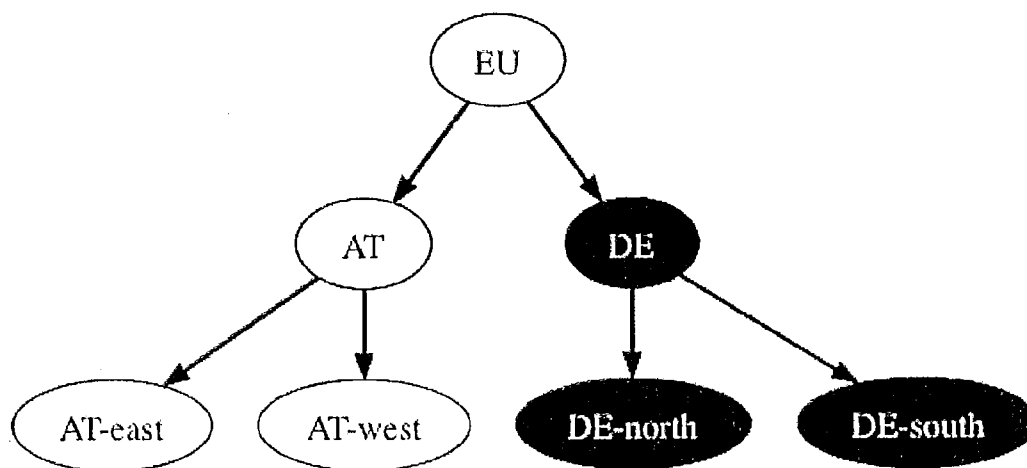 EU
AT
DE
AT-east
AT-west
DE-north
DE-south